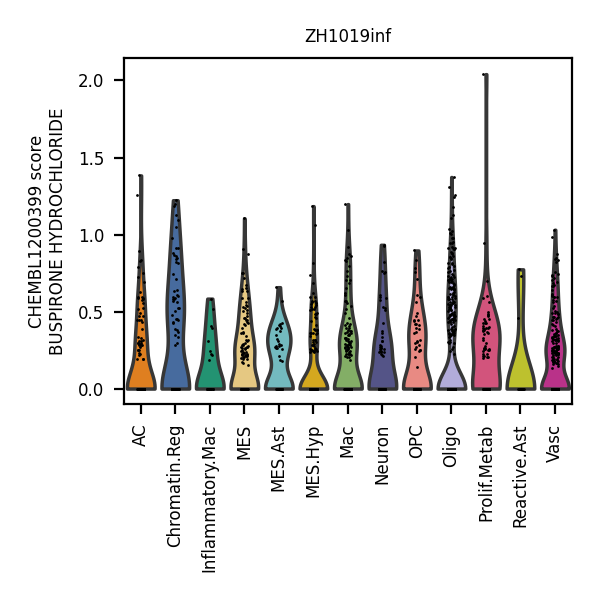 ZH1019inf
CHEMBL1200399 score
BUSPIRONE HYDROCHLORIDE
2.0
1.5
1.0
0.5
0.0
AC
Chromatin.Reg
Inflammatory.Mac
MES
MES.Ast
MES.Hyp
Mac
Neuron
OPC
Oligo
Prolif.Metab
Reactive.Ast
Vasc